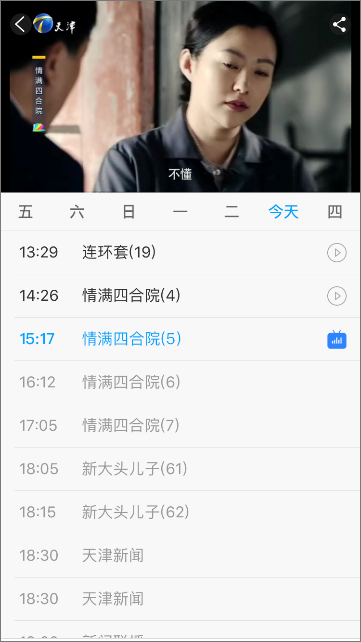 天津
情满四合院
不懂
五 六 日 一 二 今天 四
13:29 连环套(19)
14:26 情满四合院(4)
15:17 情满四合院(5)
16:12 情满四合院(6)
17:05 情满四合院(7)
18:05 新大头儿子(61)
18:15 新大头儿子(62)
18:30 天津新闻
18:30 天津新闻